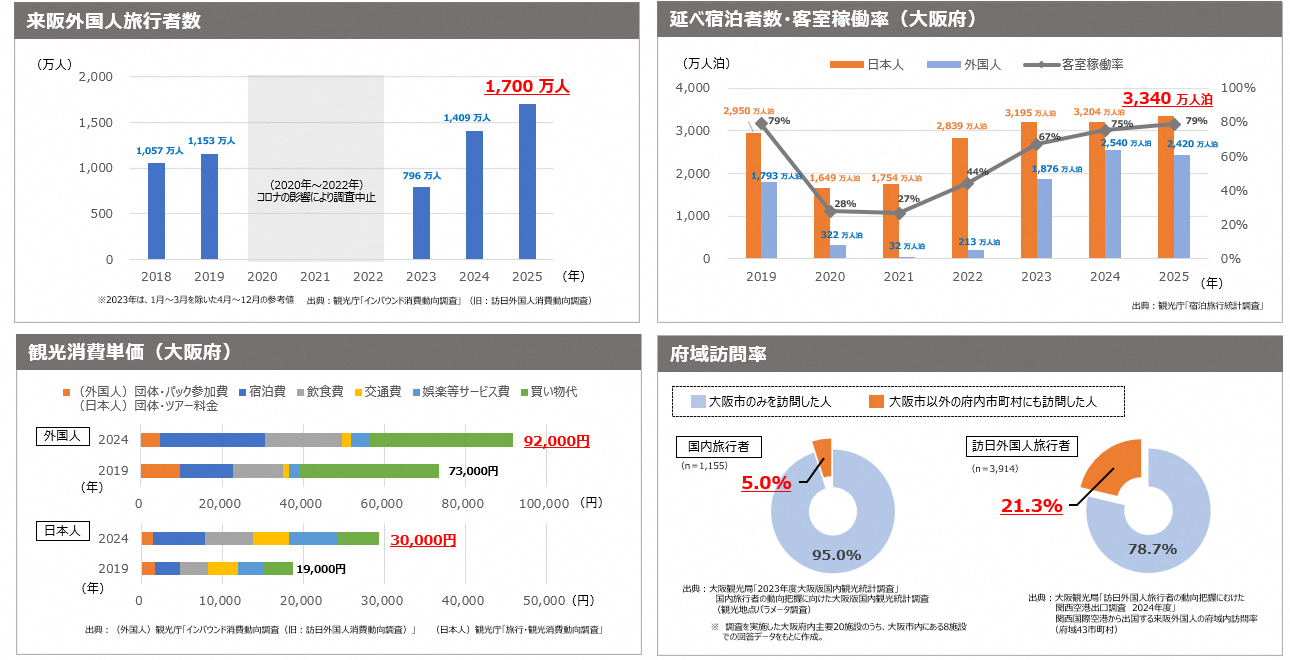 来阪外国人旅行者数
（万人）
2,000
1,500
1,000
500
0
1,057 万人
1,153 万人
796 万人
1,409 万人
1,700 万人
（2020年～2022年）
コロナの影響により調査中止
2018 2019 2020 2021 2022 2023 2024 2025 （年）
※2023年は、1月～3月を除いた4月～12月の参考値 出典：観光庁「インバウンド消費動向調査」（旧：訪日外国人消費動向調査）
延べ宿泊者数・客室稼働率（大阪府）
（万人泊）
日本人 外国人 客室稼働率
4,000
3,000
2,000
1,000
0
100%
80%
60%
40%
20%
0%
2,950 万人泊
79%
1,793 万人泊
1,649 万人泊
28%
322 万人泊
1,754 万人泊
27%
32 万人泊
2,839 万人泊
44%
213 万人泊
3,195 万人泊
67%
1,876 万人泊
3,204 万人泊
75%
2,540 万人泊
3,340 万人泊
79%
2,420 万人泊
2019 2020 2021 2022 2023 2024 2025 （年）
出典：観光庁「宿泊旅行統計調査」
観光消費単価（大阪府）
（外国人）団体・パック参加費 宿泊費 飲食費 交通費 娯楽等サービス費 買い物代
（日本人）団体・ツアー料金
外国人
2024
92,000円
2019
73,000円
（年）
0 20,000 40,000 60,000 80,000 100,000 （円）
日本人
2024
30,000円
2019
19,000円
（年）
0 10,000 20,000 30,000 40,000 50,000 （円）
出典：（外国人）観光庁「インバウンド消費動向調査（旧：訪日外国人消費動向調査）」 （日本人）観光庁「旅行・観光消費動向調査」
府域訪問率
大阪市のみを訪問した人 大阪市以外の府内市町村にも訪問した人
国内旅行者
（n＝1,155）
5.0%
95.0%
出典：大阪観光局「2023年度大阪版国内観光統計調査」
国内旅行者の動向把握に向けた大阪版国内観光統計調査
（観光地点パラメータ調査）
※ 調査を実施した大阪府内主要20施設のうち、大阪市内にある8施設
での回答データをもとに作成。
訪日外国人旅行者
（n＝3,914）
21.3%
78.7%
出典：大阪観光局「訪日外国人旅行者の動向把握にむけた
関西空港出口調査 2024年度」
関西国際空港から出国する来阪外国人の府域内訪問率
（府域43市町村）